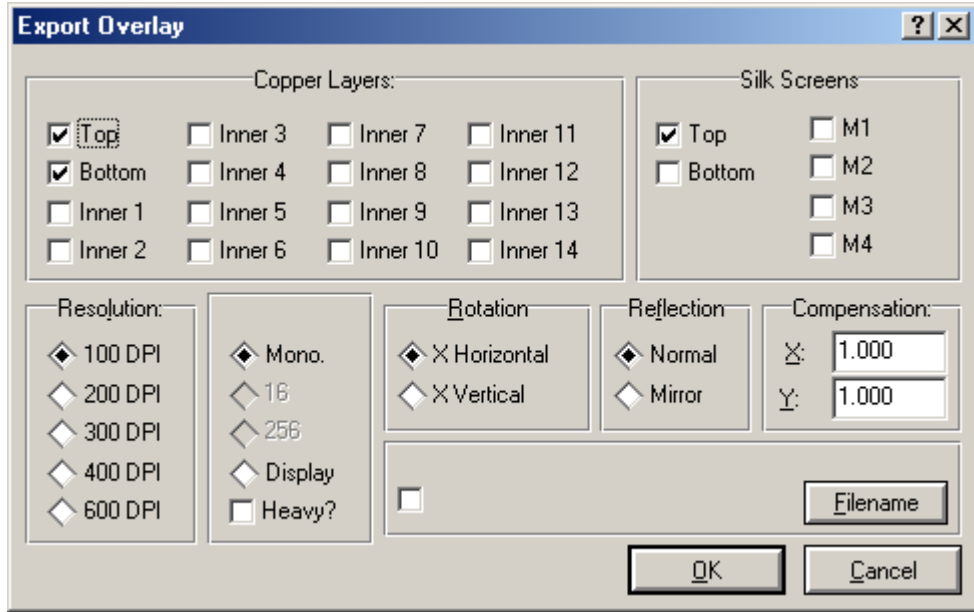 Export Overlay
Copper Layers:
Top
Bottom
Inner 1
Inner 2
Inner 3
Inner 4
Inner 5
Inner 6
Inner 7
Inner 8
Inner 9
Inner 10
Inner 11
Inner 12
Inner 13
Inner 14
Silk Screens
Top
Bottom
M1
M2
M3
M4
Resolution:
100 DPI
200 DPI
300 DPI
400 DPI
600 DPI
Mono.
16
256
Display
Heavy?
Rotation
X Horizontal
X Vertical
Reflection
Normal
Mirror
Compensation:
X: 1.000
Y: 1.000
Filename
OK
Cancel